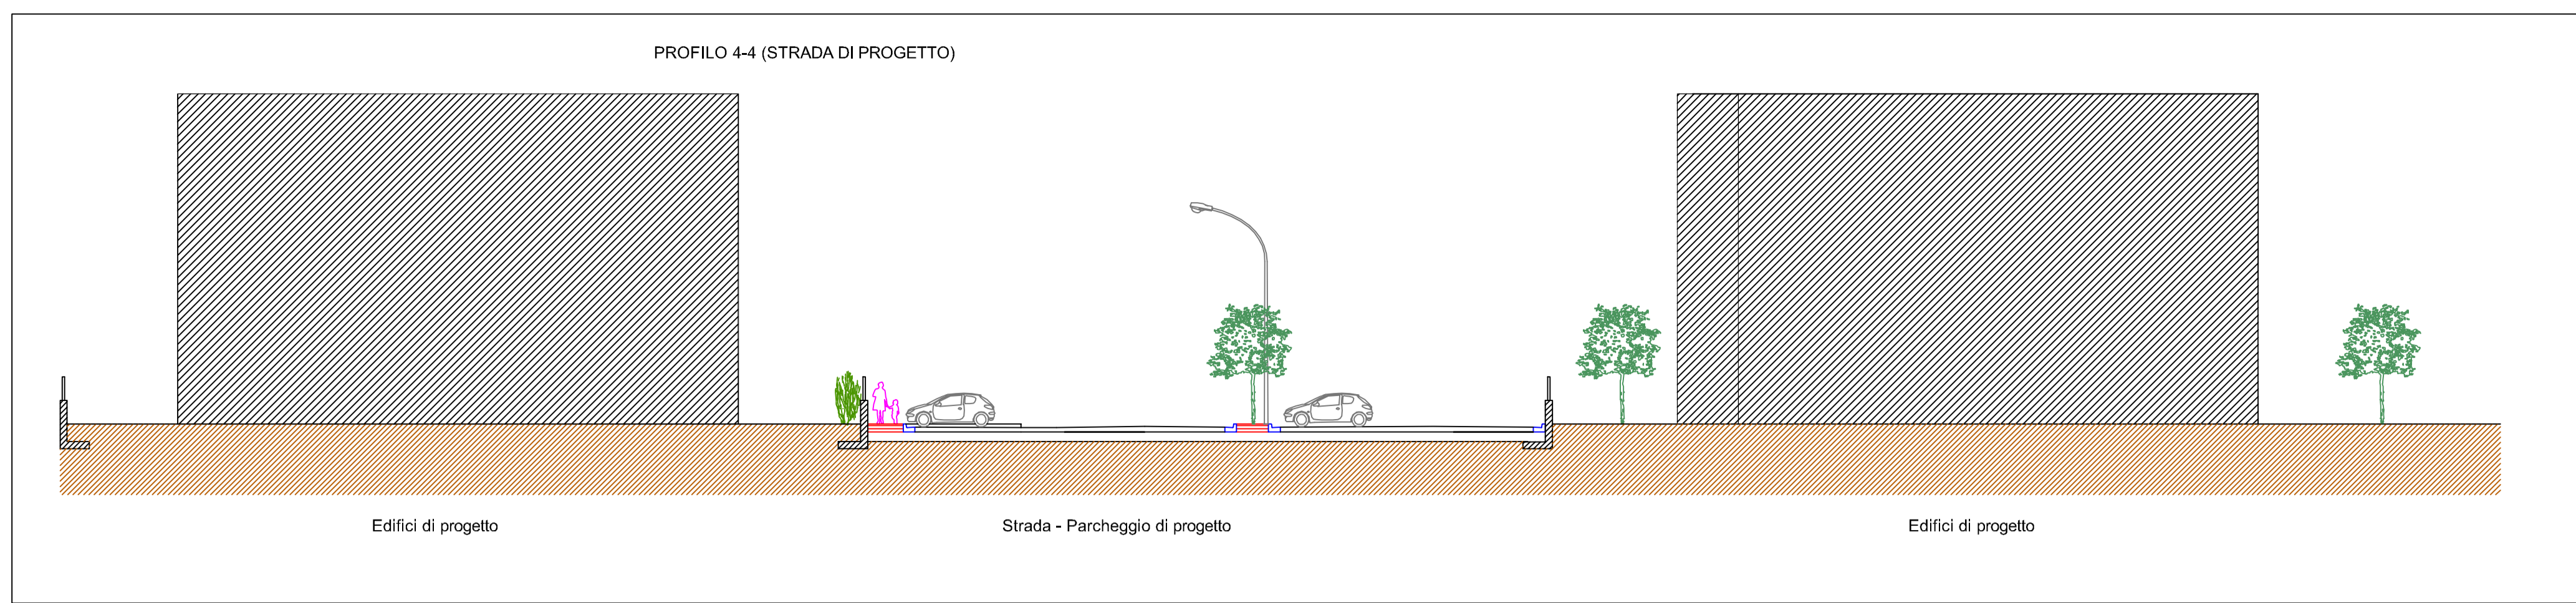 PROFILO 4-4 (STRADA DI PROGETTO)
Edifici di progetto
Strada - Parcheggio di progetto
Edifici di progetto